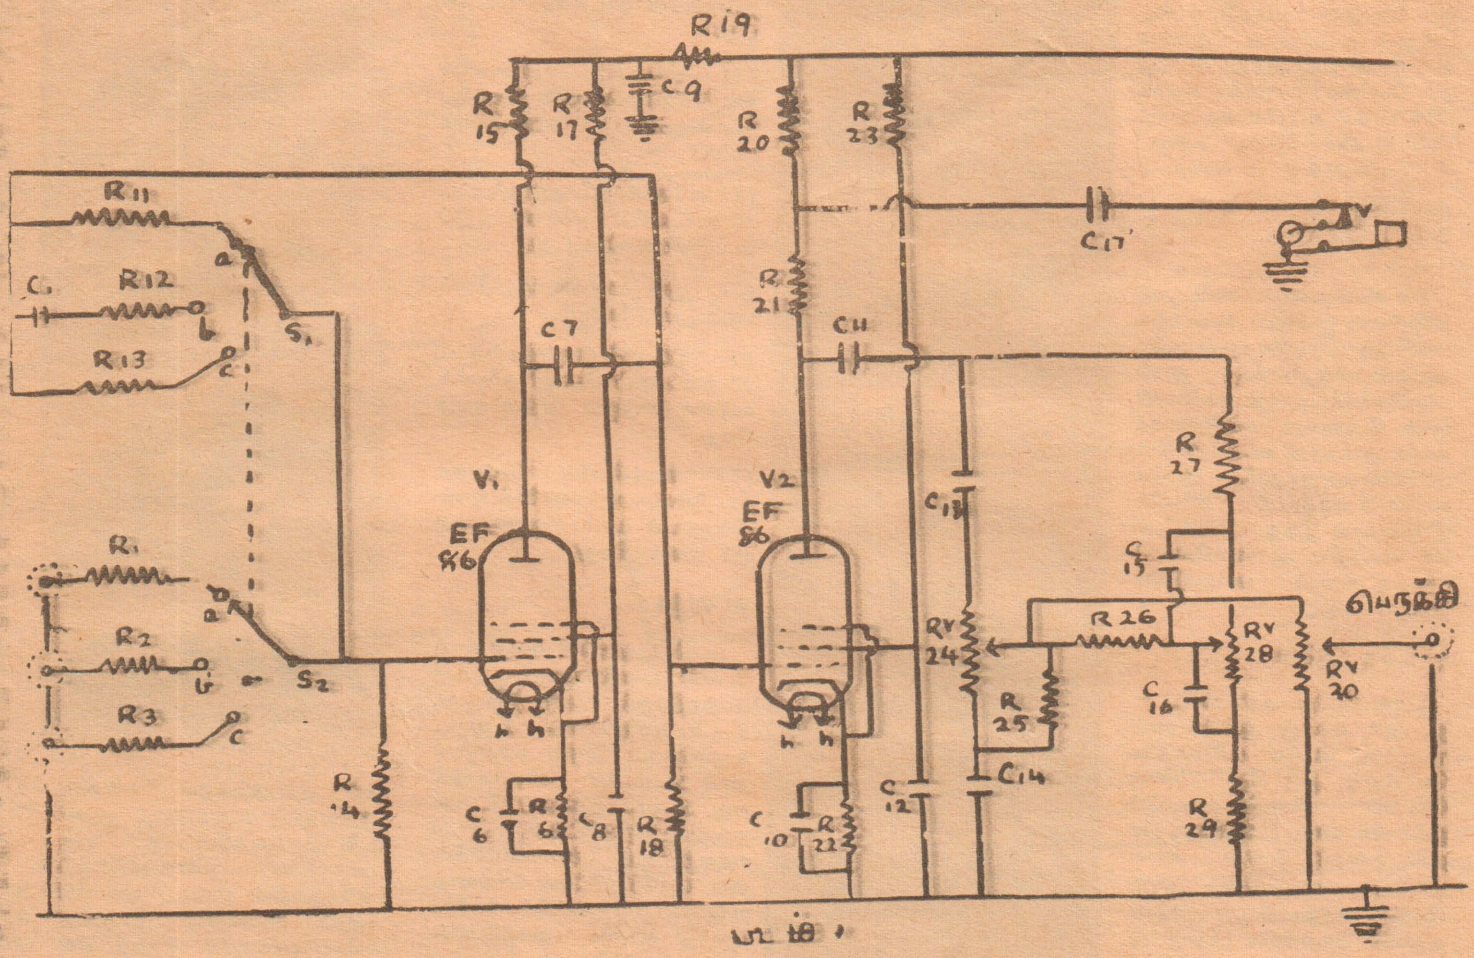 R19
C9
R
15
R
17
R
20
R
23
R11
a
C1
R12
b
S1
R13
c
C17
R
21
C7
C11
V1
EF
86
V2
EF
86
R
27
C13
C
15
R1
a
R2
b
S2
R3
c
RV
24
R26
RV
28
பெருக்கி
RV
30
R
25
C
16
h
h
h
h
R
14
C
6
R
6
C
8
R
18
C
10
R
22
C
12
C14
R
29
படம் 1